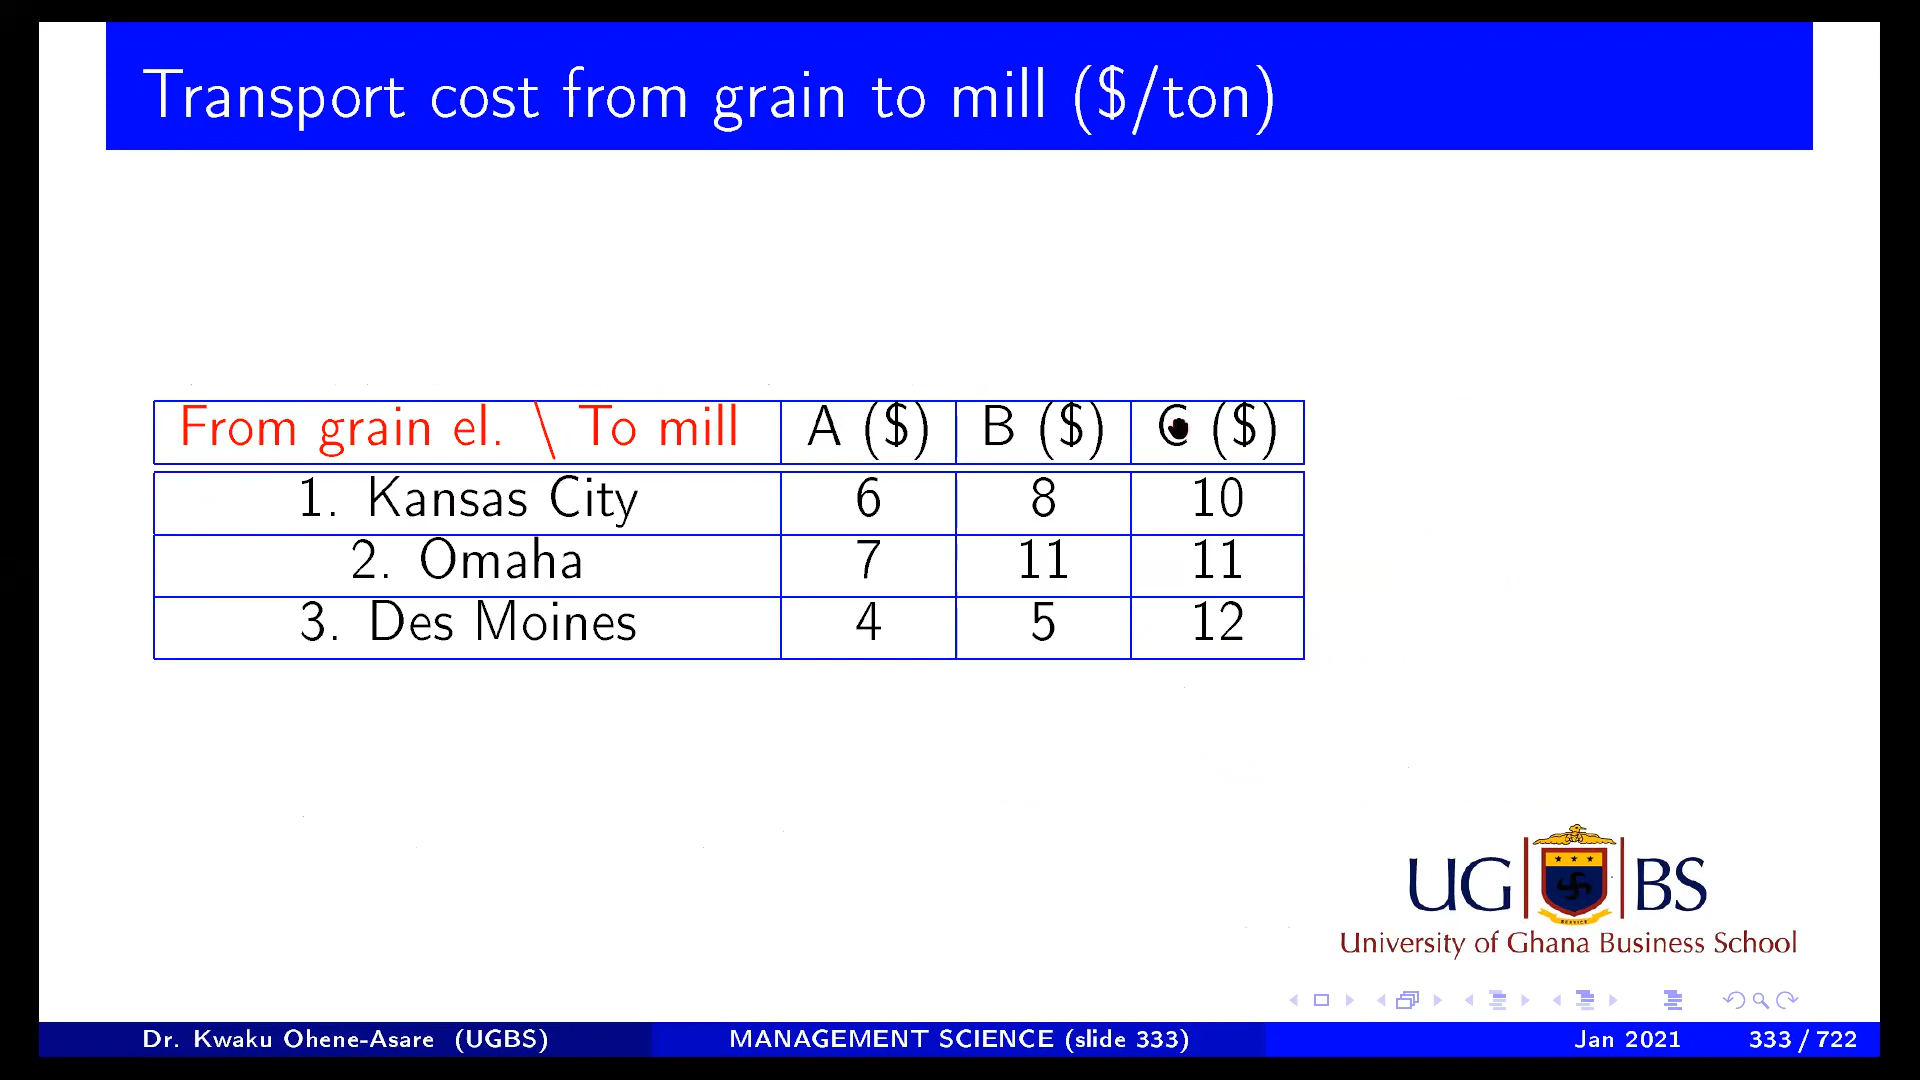 Transport cost from grain to mill ($/ton)
From grain el. \ To mill A ($) B ($) C ($)
1. Kansas City 6 8 10
2. Omaha 7 11 11
3. Des Moines 4 5 12
UG BS
University of Ghana Business School
Dr. Kwaku Ohene-Asare (UGBS) MANAGEMENT SCIENCE (slide 333) Jan 2021 333 / 722